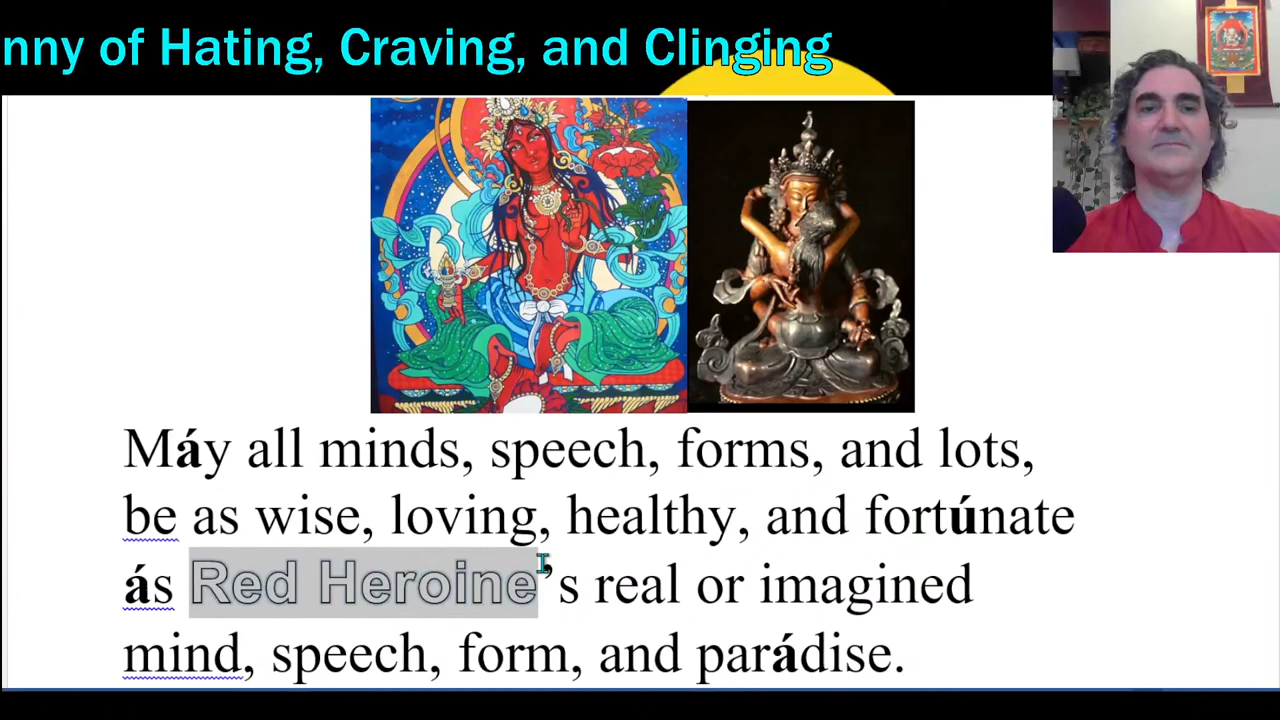 nny of Hating, Craving, and Clinging
Máy all minds, speech, forms, and lots,
be as wise, loving, healthy, and fortúnate
ás Red Heroine’s real or imagined
mind, speech, form, and parádise.